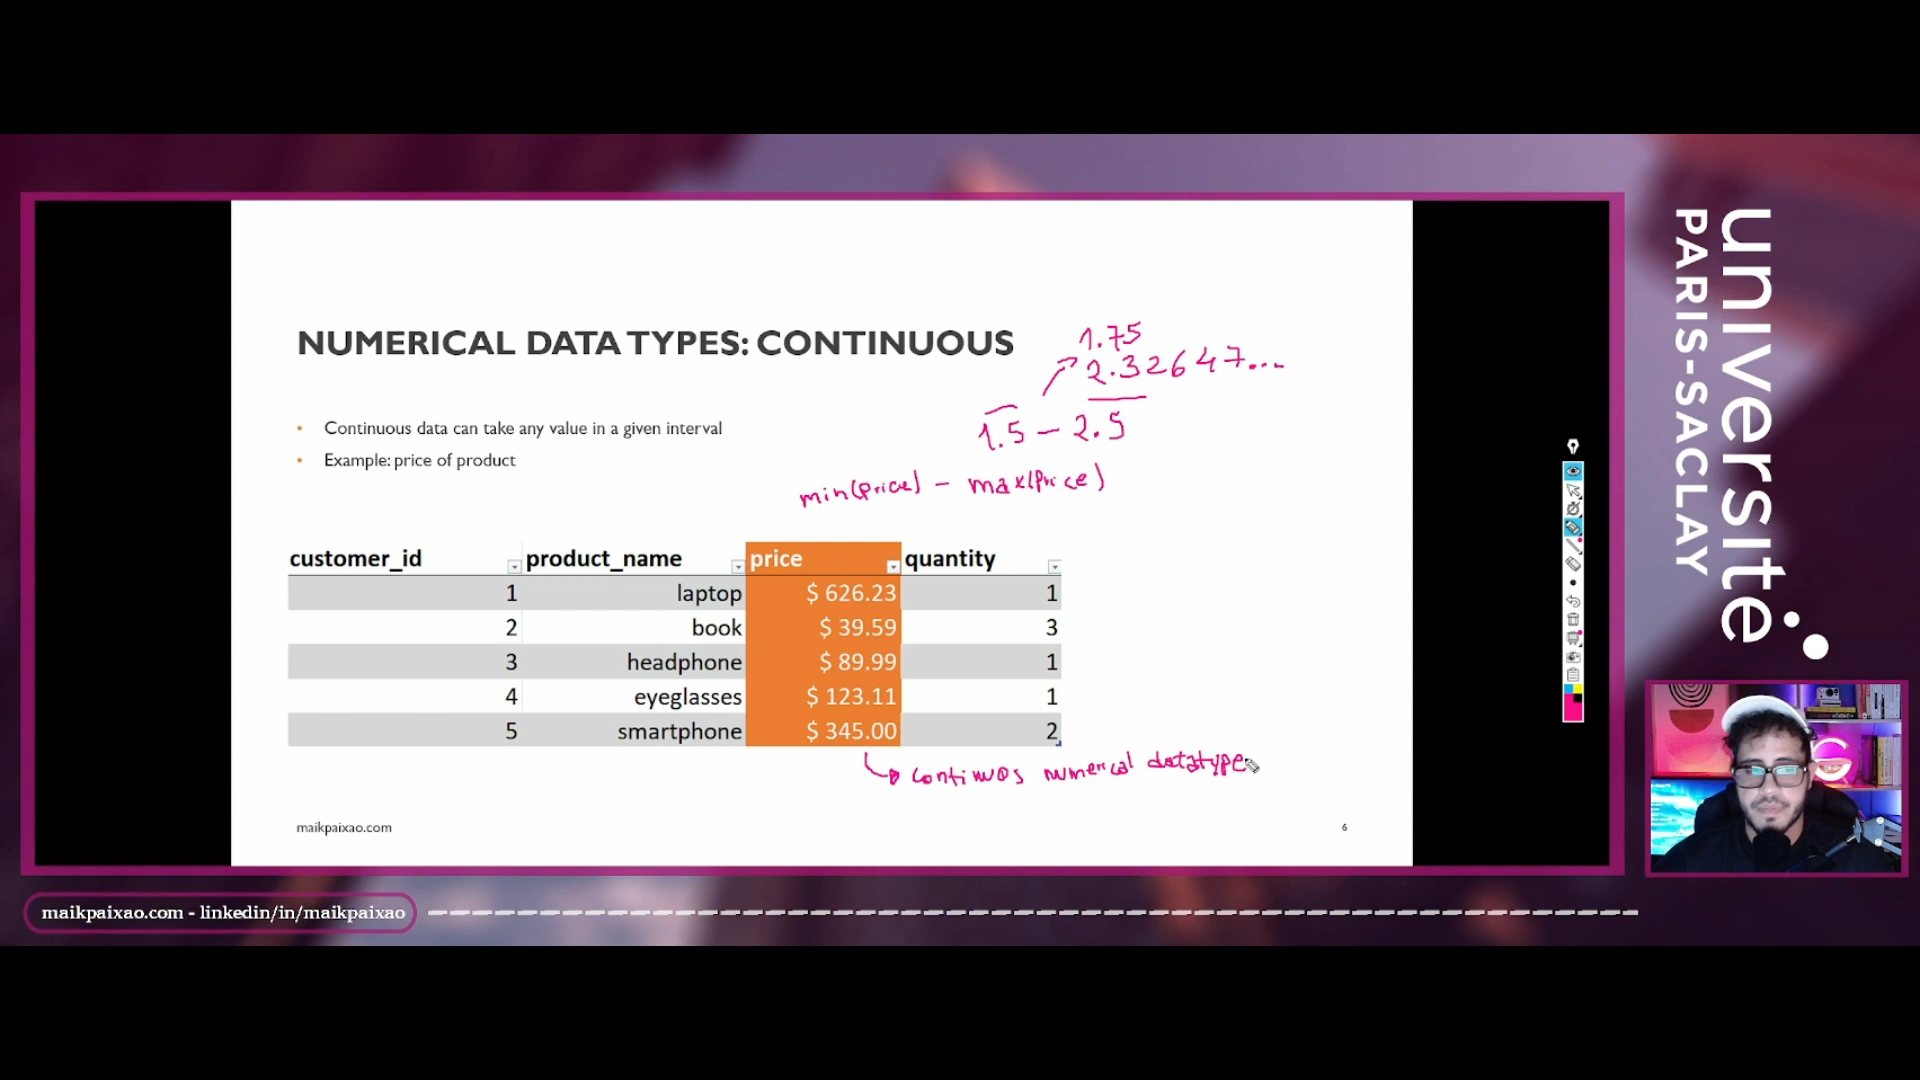 NUMERICAL DATA TYPES: CONTINUOUS
1.75
2.32647...
• Continuous data can take any value in a given interval
1.5 - 2.5
• Example: price of product
min(price) - max(price)
customer_id product_name price quantity
1 laptop $ 626.23 1
2 book $ 39.59 3
3 headphone $ 89.99 1
4 eyeglasses $ 123.11 1
5 smartphone $ 345.00 2
continuos numerical datatype
maikpaixao.com 6
universite
PARIS-SACLAY
maikpaixao.com - linkedin/in/maikpaixao